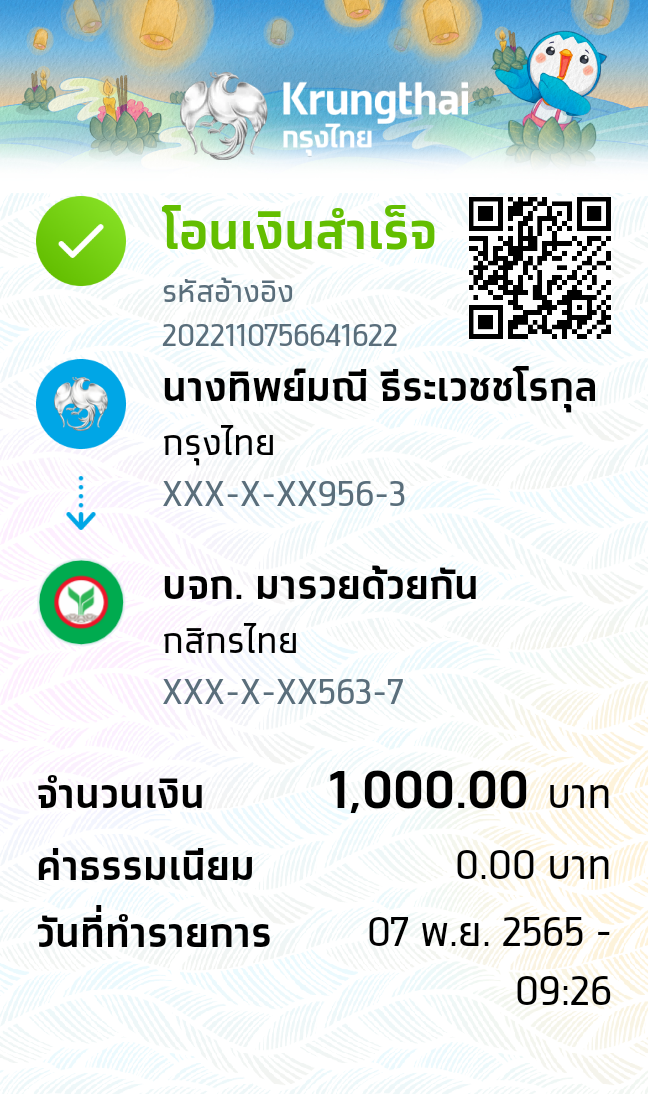 Krungthai
กรุงไทย
โอนเงินสำเร็จ
รหัสอ้างอิง
2022110756641622
นางทิพย์มณี ธีระเวชชโรกุล
กรุงไทย
XXX-X-XX956-3
บจก. มารวยด้วยกัน
กสิกรไทย
XXX-X-XX563-7
จำนวนเงิน 1,000.00 บาท
ค่าธรรมเนียม 0.00 บาท
วันที่ทำรายการ 07 พ.ย. 2565 -
09:26